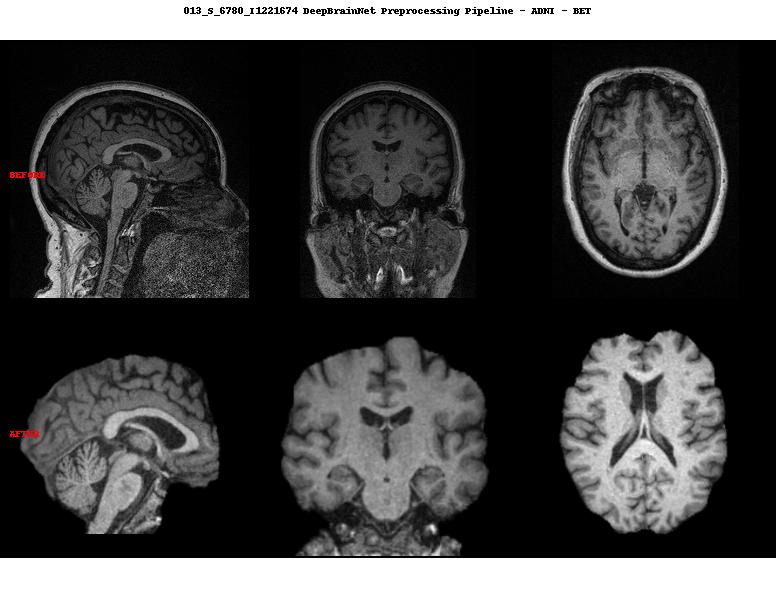 013_S_6780_I1221674 DeepBrainNet Preprocessing Pipeline - ADNI - BET
BEFORE
AFTER